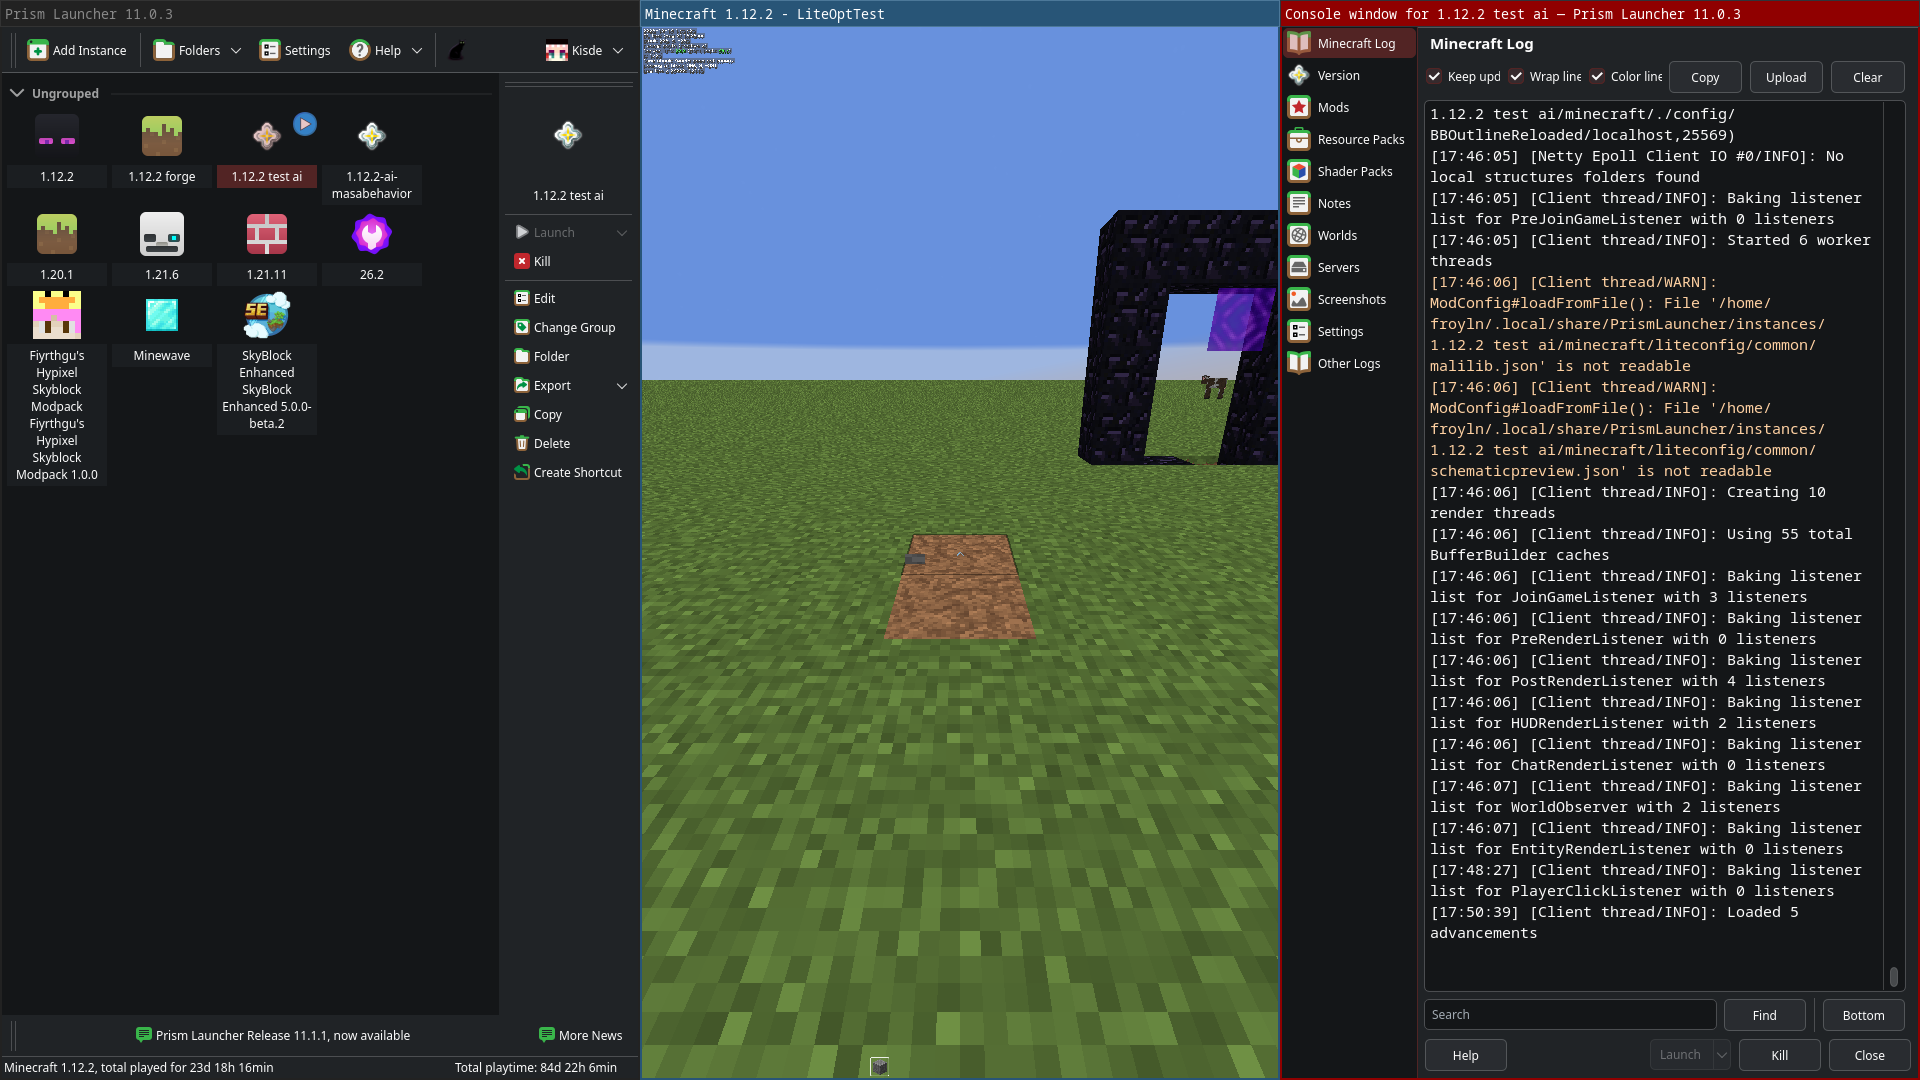 Prism Launcher 11.0.3
Add Instance
Folders
Settings
Help
Kisde
Ungrouped
1.12.2
1.12.2 forge
1.12.2 test ai
1.12.2-ai-
masabehavior
1.20.1
1.21.6
1.21.11
26.2
Fiyrthgu's
Hypixel
Skyblock
Modpack
Fiyrthgu's
Hypixel
Skyblock
Modpack 1.0.0
Minewave
SkyBlock
Enhanced
SkyBlock
Enhanced 5.0.0-
beta.2
1.12.2 test ai
Launch
Kill
Edit
Change Group
Folder
Export
Copy
Delete
Create Shortcut
Prism Launcher Release 11.1.1, now available
More News
Minecraft 1.12.2, total played for 23d 18h 16min
Total playtime: 84d 22h 6min
Minecraft 1.12.2 - LiteOptTest
Console window for 1.12.2 test ai — Prism Launcher 11.0.3
Minecraft Log
Version
Mods
Resource Packs
Shader Packs
Notes
Worlds
Servers
Screenshots
Settings
Other Logs
Minecraft Log
Keep upd
Wrap line
Color line
Copy
Upload
Clear
1.12.2 test ai/minecraft/./config/
BBOutlineReloaded/localhost,25569)
[17:46:05] [Netty Epoll Client IO #0/INFO]: No
local structures folders found
[17:46:05] [Client thread/INFO]: Baking listener
list for PreJoinGameListener with 0 listeners
[17:46:05] [Client thread/INFO]: Started 6 worker
threads
[17:46:06] [Client thread/WARN]:
ModConfig#loadFromFile(): File '/home/
froyln/.local/share/PrismLauncher/instances/
1.12.2 test ai/minecraft/liteconfig/common/
malilib.json' is not readable
[17:46:06] [Client thread/WARN]:
ModConfig#loadFromFile(): File '/home/
froyln/.local/share/PrismLauncher/instances/
1.12.2 test ai/minecraft/liteconfig/common/
schematicpreview.json' is not readable
[17:46:06] [Client thread/INFO]: Creating 10
render threads
[17:46:06] [Client thread/INFO]: Using 55 total
BufferBuilder caches
[17:46:06] [Client thread/INFO]: Baking listener
list for JoinGameListener with 3 listeners
[17:46:06] [Client thread/INFO]: Baking listener
list for PreRenderListener with 0 listeners
[17:46:06] [Client thread/INFO]: Baking listener
list for PostRenderListener with 4 listeners
[17:46:06] [Client thread/INFO]: Baking listener
list for HUDRenderListener with 2 listeners
[17:46:06] [Client thread/INFO]: Baking listener
list for ChatRenderListener with 0 listeners
[17:46:07] [Client thread/INFO]: Baking listener
list for WorldObserver with 2 listeners
[17:46:07] [Client thread/INFO]: Baking listener
list for EntityRenderListener with 0 listeners
[17:48:27] [Client thread/INFO]: Baking listener
list for PlayerClickListener with 0 listeners
[17:50:39] [Client thread/INFO]: Loaded 5
advancements
Search
Find
Bottom
Help
Launch
Kill
Close